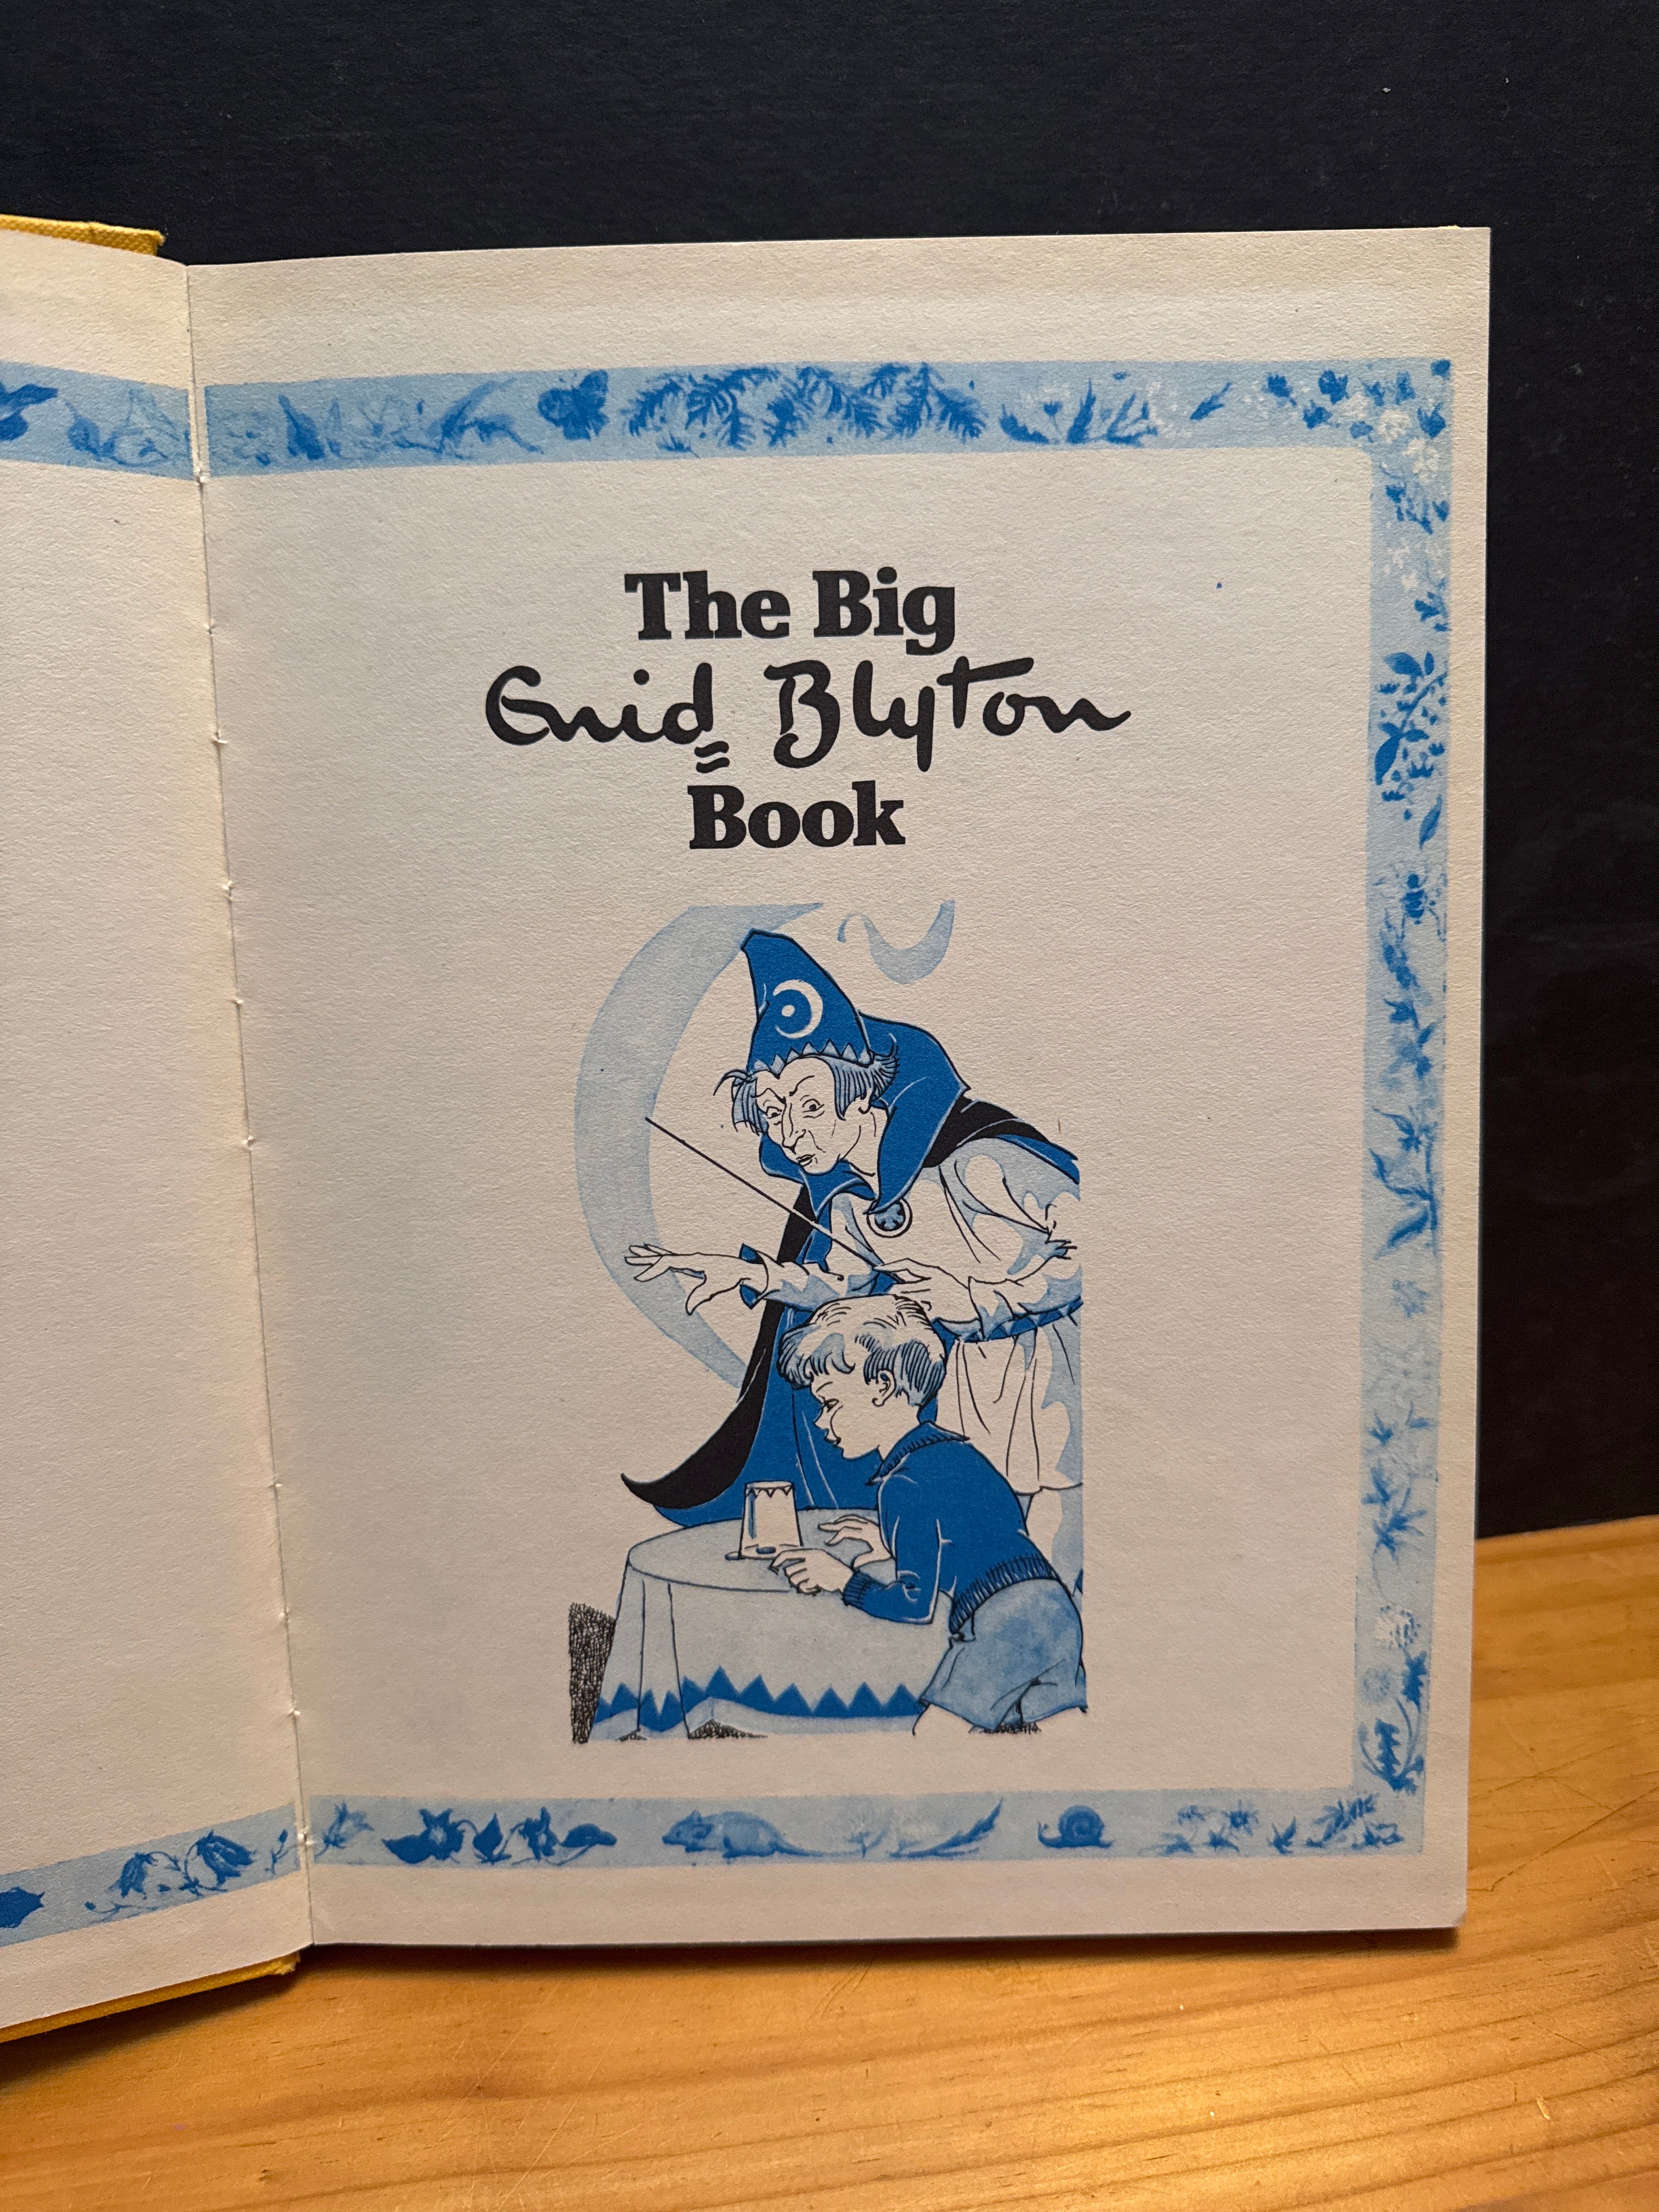 The Big
Enid Blyton
Book